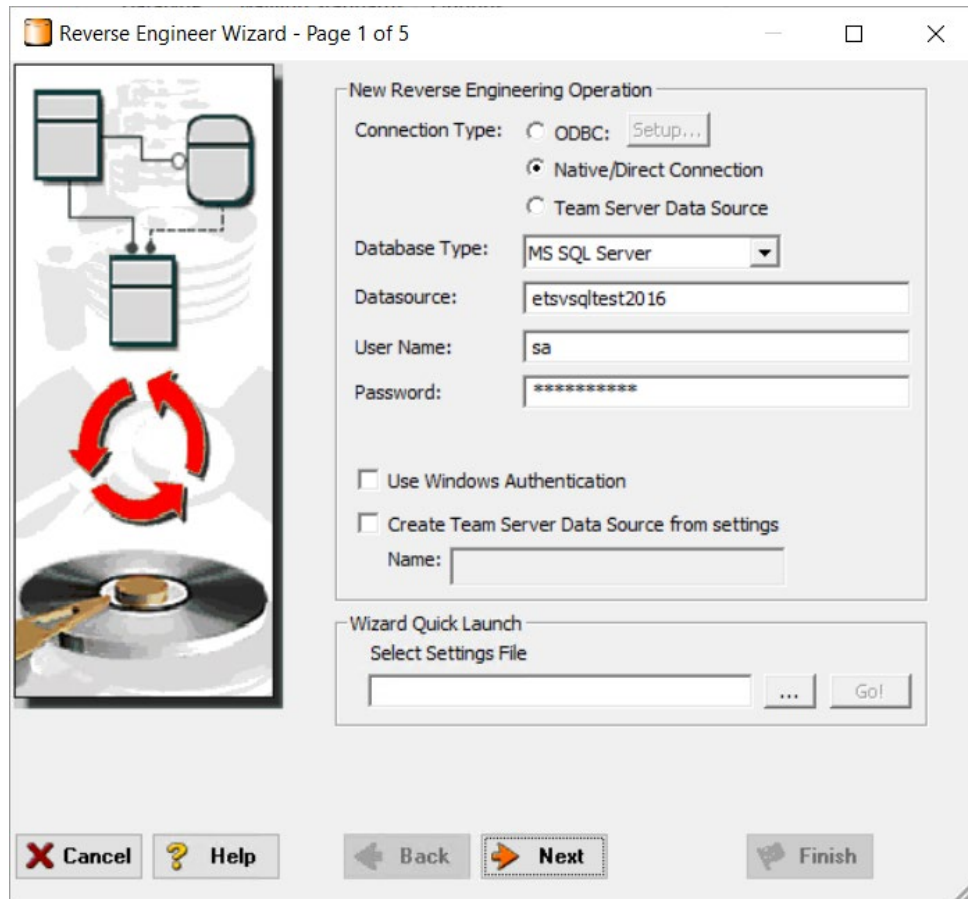 Reverse Engineer Wizard - Page 1 of 5
New Reverse Engineering Operation
Connection Type: ODBC: Setup...
Native/Direct Connection
Team Server Data Source
Database Type: MS SQL Server
Datasource: etsvsqltest2016
User Name: sa
Password: **********
Use Windows Authentication
Create Team Server Data Source from settings
Name:
Wizard Quick Launch
Select Settings File
... Go!
Cancel Help Back Next Finish